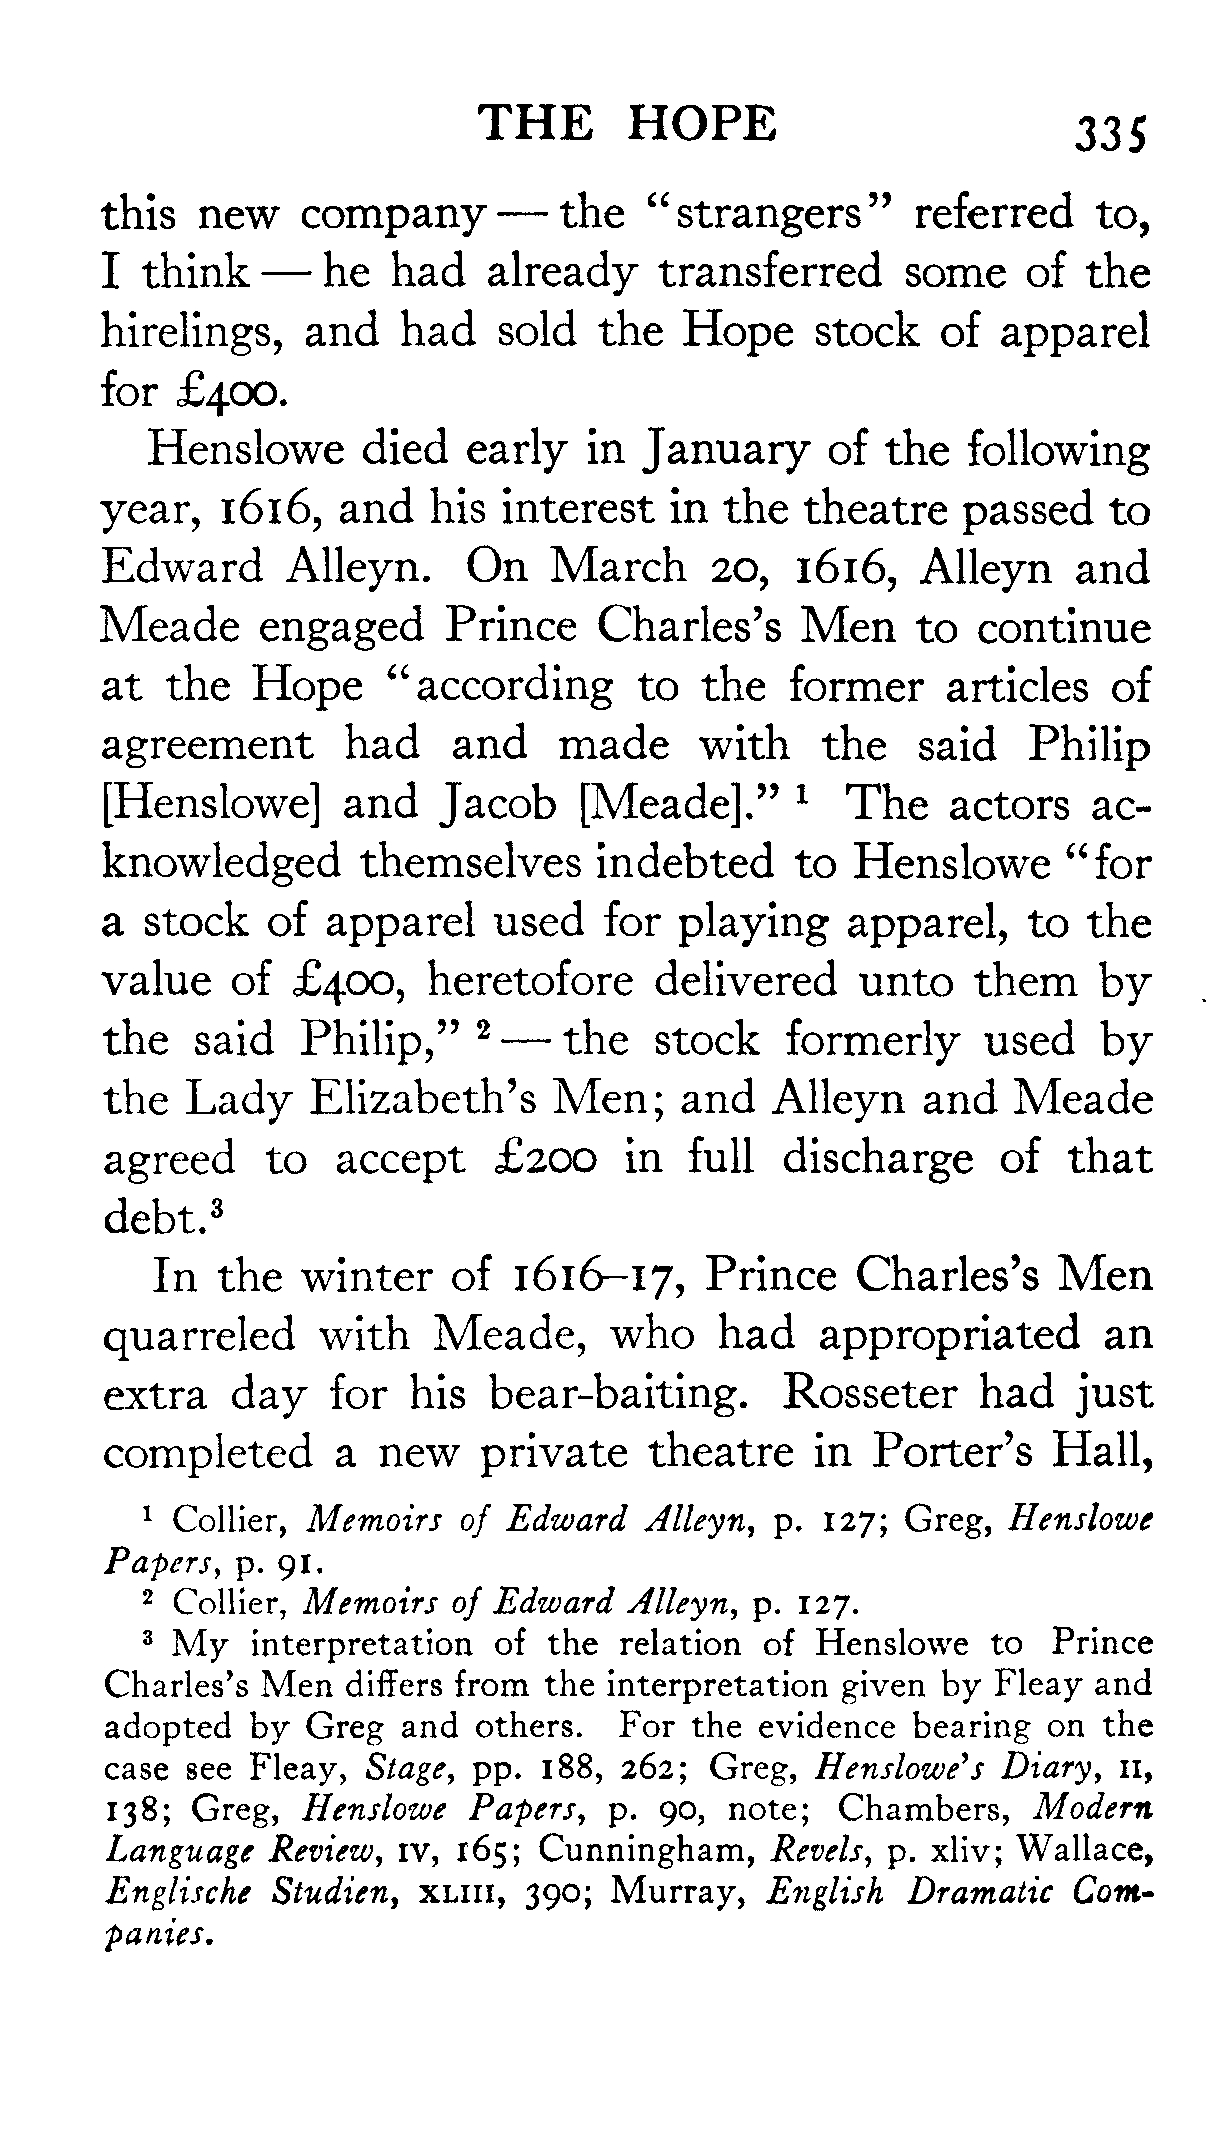 THE HOPE 335
this new company — the “strangers” referred to,
I think — he had already transferred some of the
hirelings, and had sold the Hope stock of apparel
for £400.
Henslowe died early in January of the following
year, 1616, and his interest in the theatre passed to
Edward Alleyn. On March 20, 1616, Alleyn and
Meade engaged Prince Charles’s Men to continue
at the Hope “according to the former articles of
agreement had and made with the said Philip
[Henslowe] and Jacob [Meade].” ¹ The actors ac-
knowledged themselves indebted to Henslowe “for
a stock of apparel used for playing apparel, to the
value of £400, heretofore delivered unto them by
the said Philip,” ² — the stock formerly used by
the Lady Elizabeth’s Men; and Alleyn and Meade
agreed to accept £200 in full discharge of that
debt.³
In the winter of 1616–17, Prince Charles’s Men
quarreled with Meade, who had appropriated an
extra day for his bear-baiting. Rosseter had just
completed a new private theatre in Porter’s Hall,
¹ Collier, Memoirs of Edward Alleyn, p. 127; Greg, Henslowe
Papers, p. 91.
² Collier, Memoirs of Edward Alleyn, p. 127.
³ My interpretation of the relation of Henslowe to Prince
Charles’s Men differs from the interpretation given by Fleay and
adopted by Greg and others. For the evidence bearing on the
case see Fleay, Stage, pp. 188, 262; Greg, Henslowe’s Diary, II,
138; Greg, Henslowe Papers, p. 90, note; Chambers, Modern
Language Review, IV, 165; Cunningham, Revels, p. xliv; Wallace,
Englische Studien, XLIII, 390; Murray, English Dramatic Com-
panies.